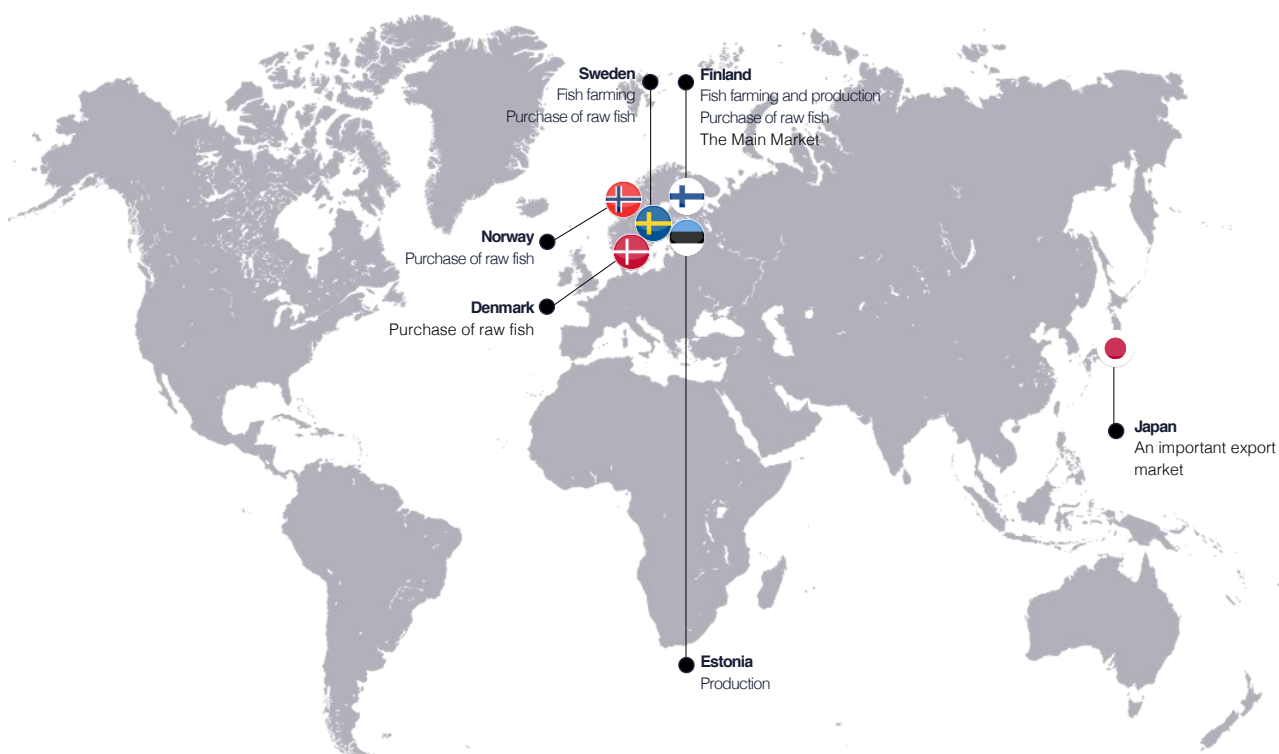 Sweden
Fish farming
Purchase of raw fish
Finland
Fish farming and production
Purchase of raw fish
The Main Market
Norway
Purchase of raw fish
Denmark
Purchase of raw fish
Japan
An important export
market
Estonia
Production